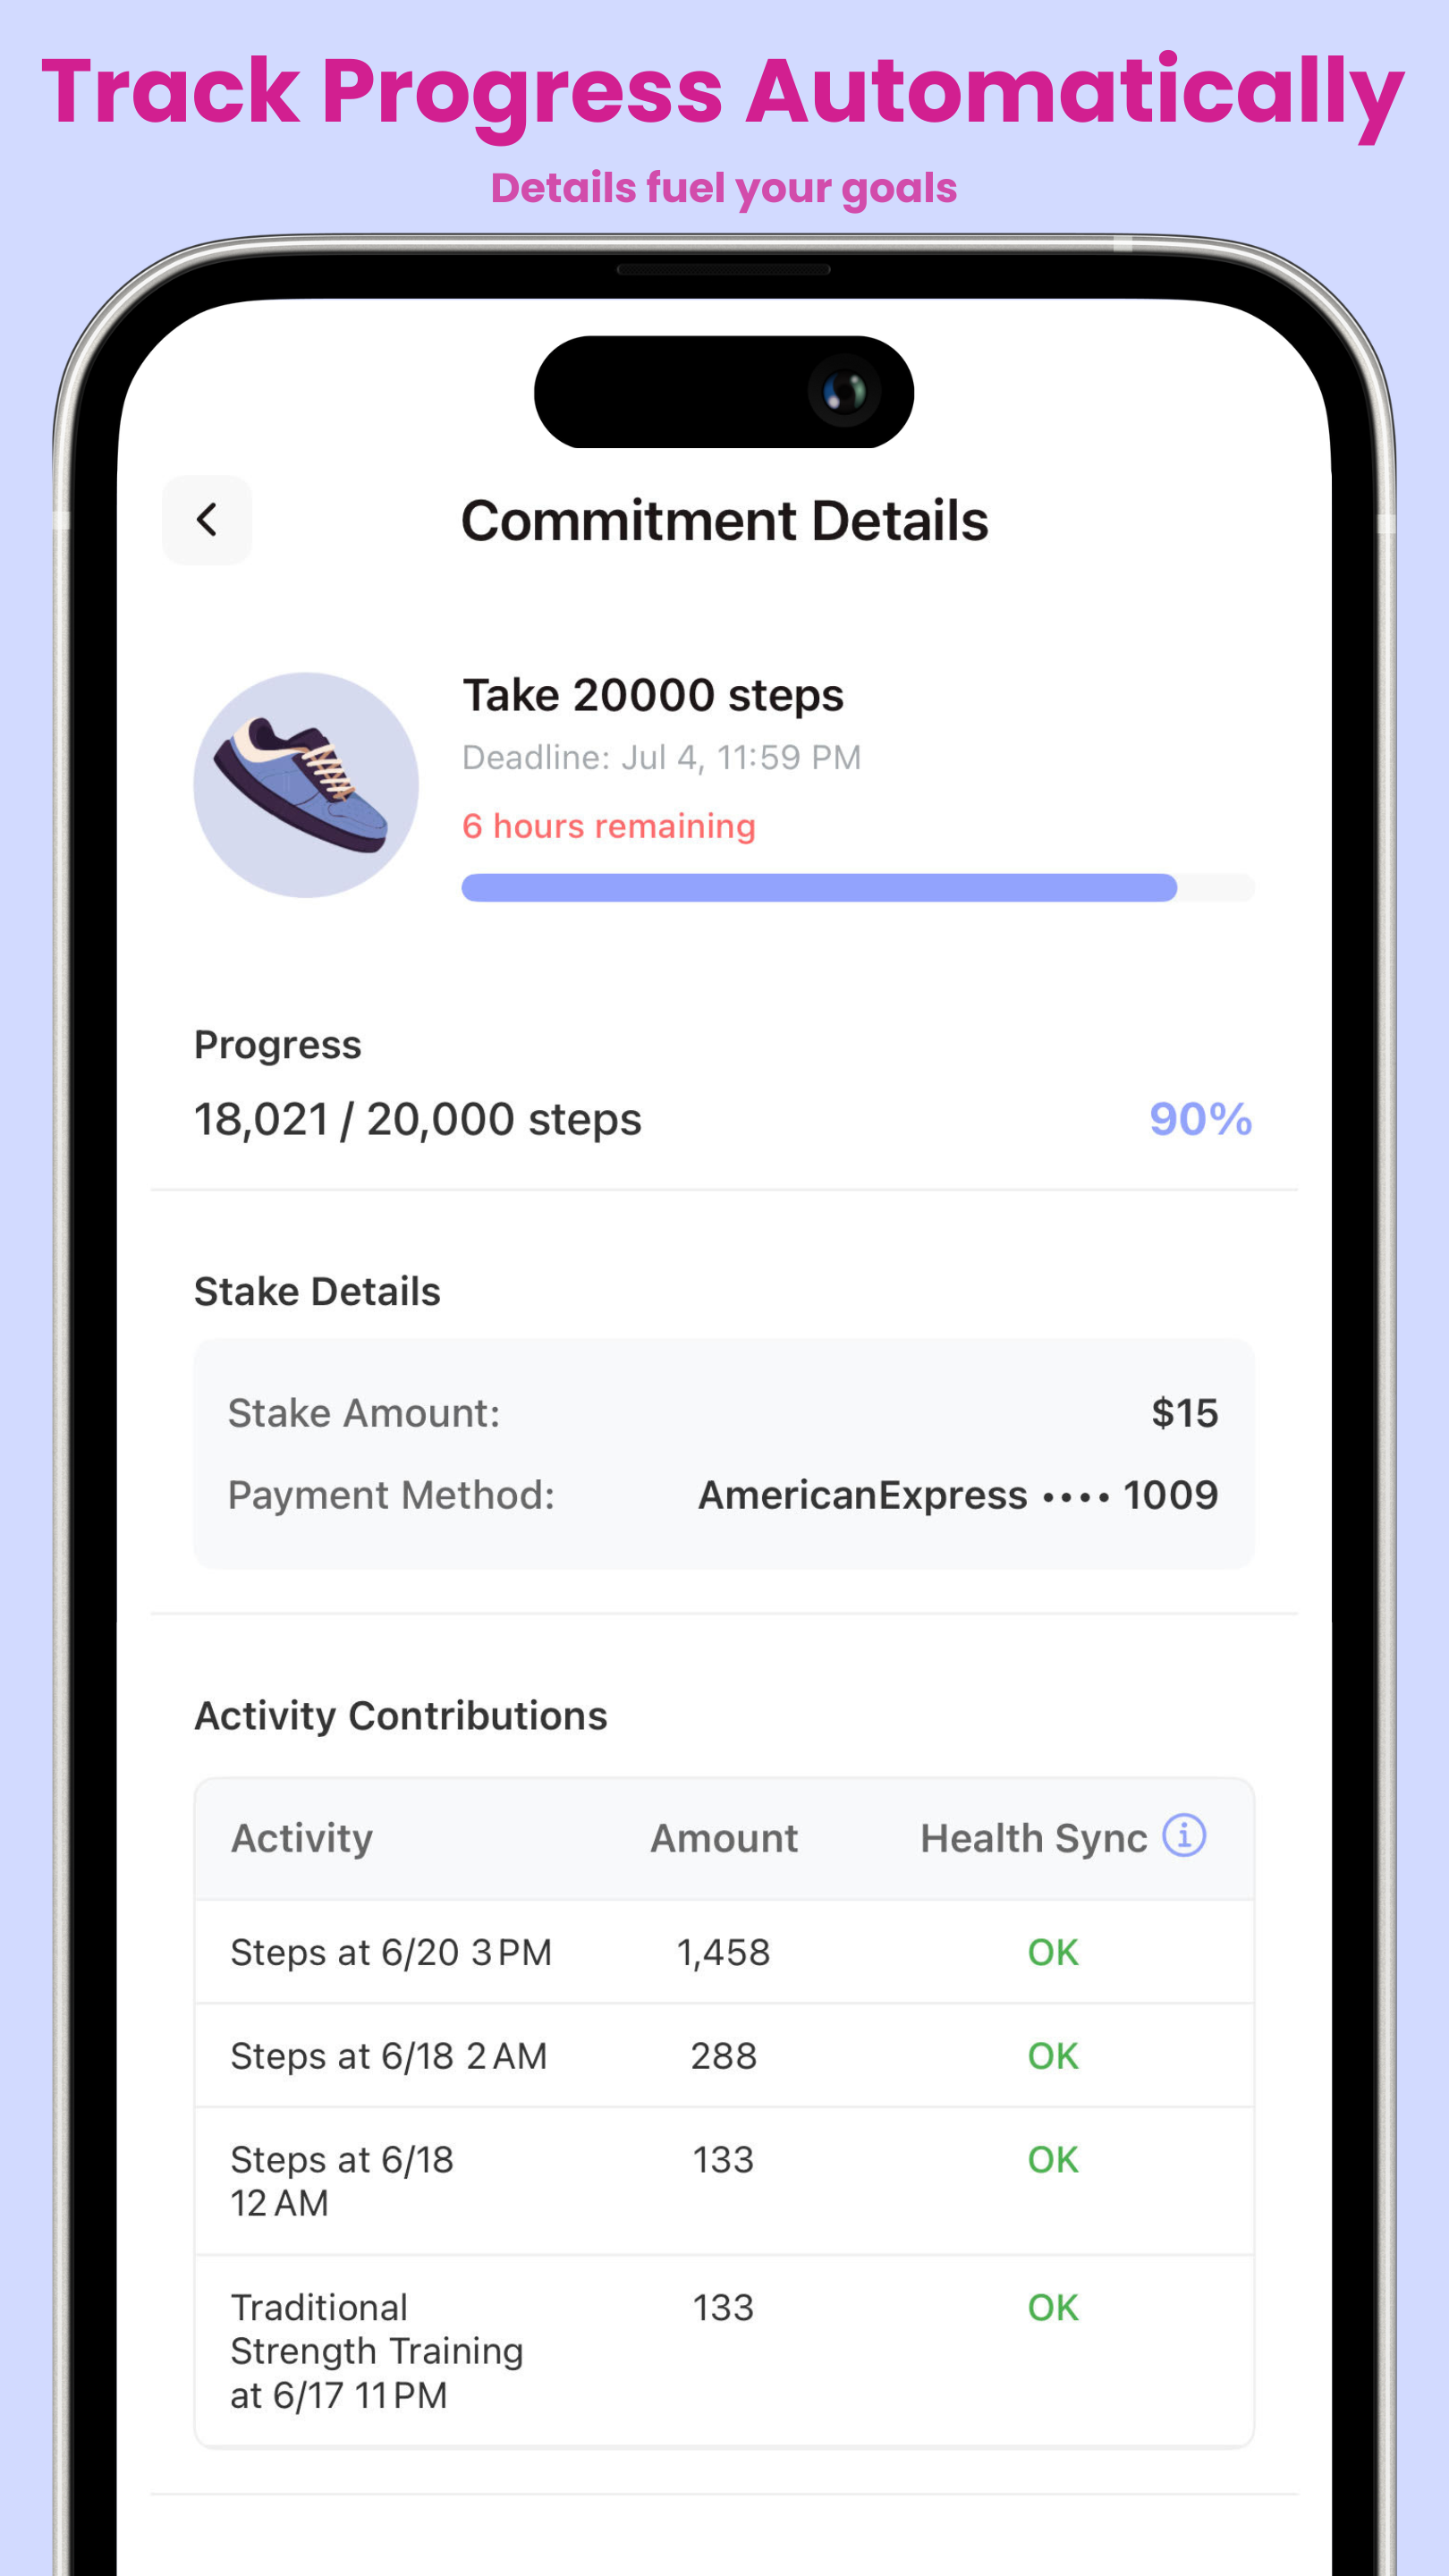 Track Progress Automatically
Details fuel your goals
Commitment Details
Take 20000 steps
Deadline: Jul 4, 11:59 PM
6 hours remaining
Progress
18,021 / 20,000 steps 90%
Stake Details
Stake Amount: $15
Payment Method: AmericanExpress •••• 1009
Activity Contributions
Activity Amount Health Sync i
Steps at 6/20 3 PM 1,458 OK
Steps at 6/18 2 AM 288 OK
Steps at 6/18 133 OK
12 AM
Traditional 133 OK
Strength Training
at 6/17 11 PM